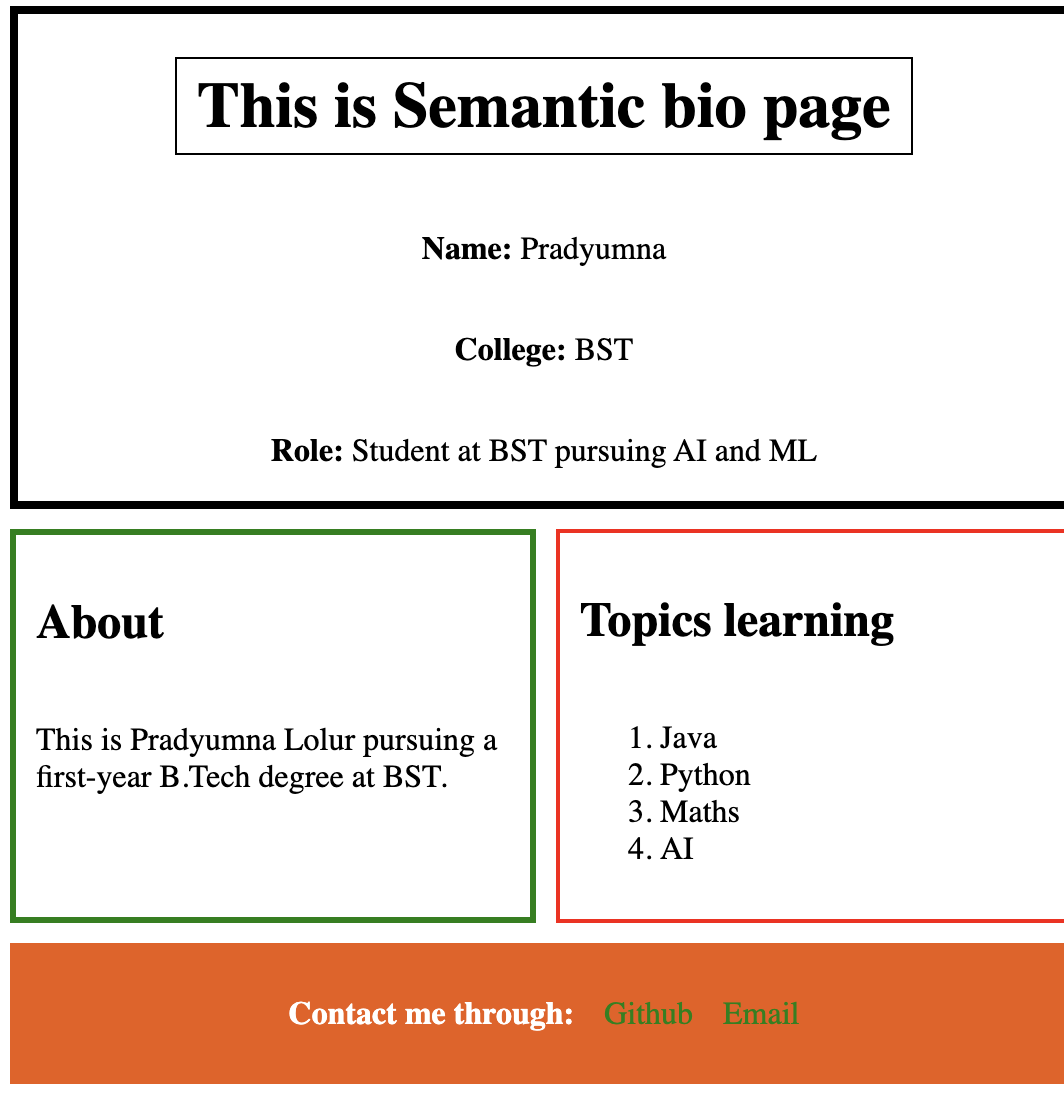 This is Semantic bio page
Name: Pradyumna
College: BST
Role: Student at BST pursuing AI and ML
About
This is Pradyumna Lolur pursuing a
first-year B.Tech degree at BST.
Topics learning
1. Java
2. Python
3. Maths
4. AI
Contact me through: Github Email